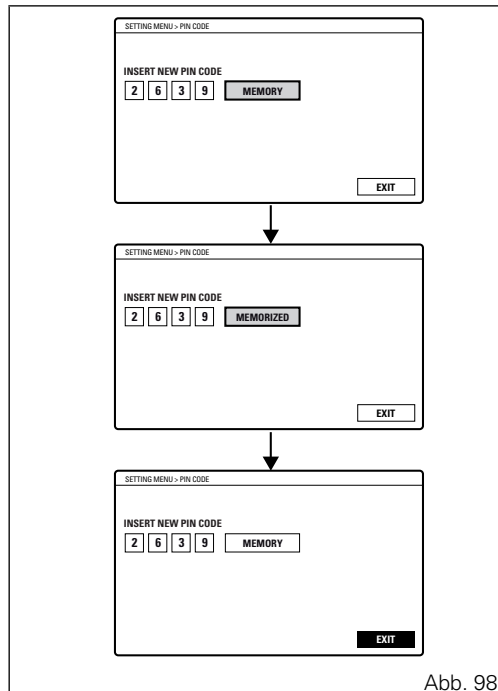 SETTING MENU > PIN CODE
INSERT NEW PIN CODE
2 6 3 9 MEMORY
EXIT
SETTING MENU > PIN CODE
INSERT NEW PIN CODE
2 6 3 9 MEMORIZED
EXIT
SETTING MENU > PIN CODE
INSERT NEW PIN CODE
2 6 3 9 MEMORY
EXIT
Abb. 98